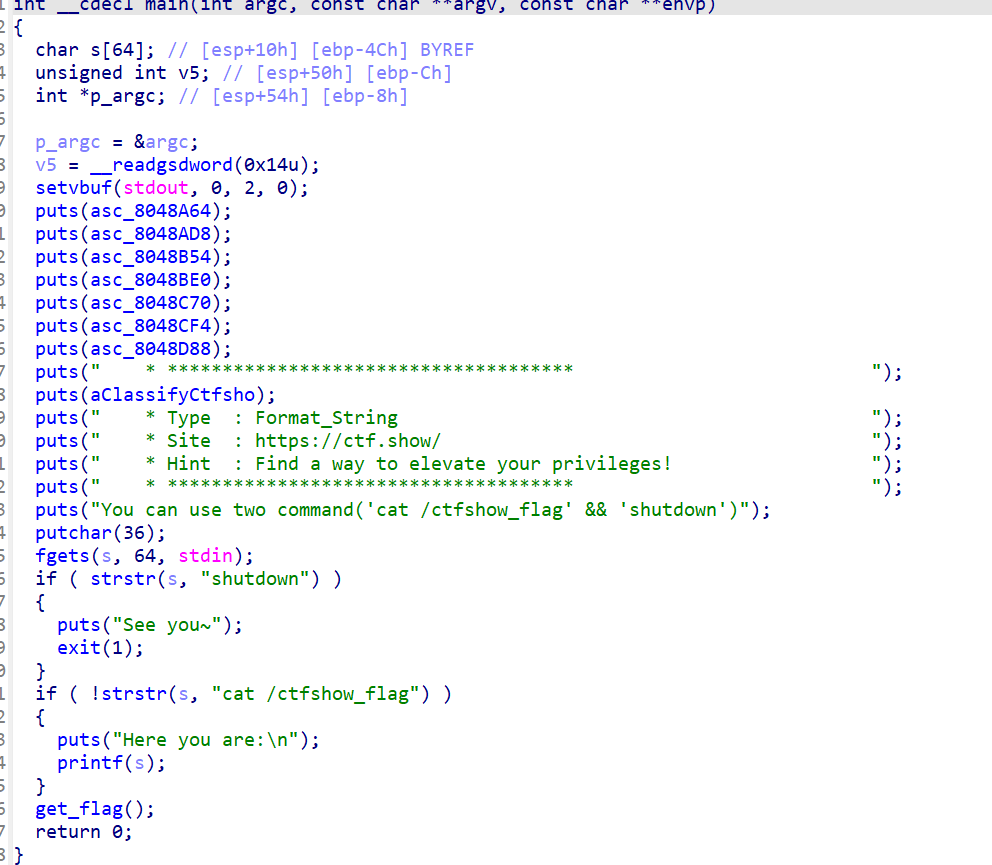 int __cdecl main(int argc, const char **argv, const char **envp)
2 {
3 char s[64]; // [esp+10h] [ebp-4Ch] BYREF
4 unsigned int v5; // [esp+50h] [ebp-Ch]
5 int *p_argc; // [esp+54h] [ebp-8h]
6
7 p_argc = &argc;
8 v5 = __readgsdword(0x14u);
9 setvbuf(stdout, 0, 2, 0);
0 puts(asc_8048A64);
1 puts(asc_8048AD8);
2 puts(asc_8048B54);
3 puts(asc_8048BE0);
4 puts(asc_8048C70);
5 puts(asc_8048CF4);
6 puts(asc_8048D88);
7 puts("    * *************************************                           ");
8 puts(aClassifyCtfsho);
9 puts("    * Type  : Format_String                                           ");
0 puts("    * Site  : https://ctf.show/                                       ");
1 puts("    * Hint  : Find a way to elevate your privileges!                  ");
2 puts("    * *************************************                           ");
3 puts("You can use two command('cat /ctfshow_flag' && 'shutdown')");
4 putchar(36);
5 fgets(s, 64, stdin);
6 if ( strstr(s, "shutdown") )
7 {
8 puts("See you~");
9 exit(1);
0 }
1 if ( !strstr(s, "cat /ctfshow_flag") )
2 {
3 puts("Here you are:\n");
4 printf(s);
5 }
6 get_flag();
7 return 0;
8 }